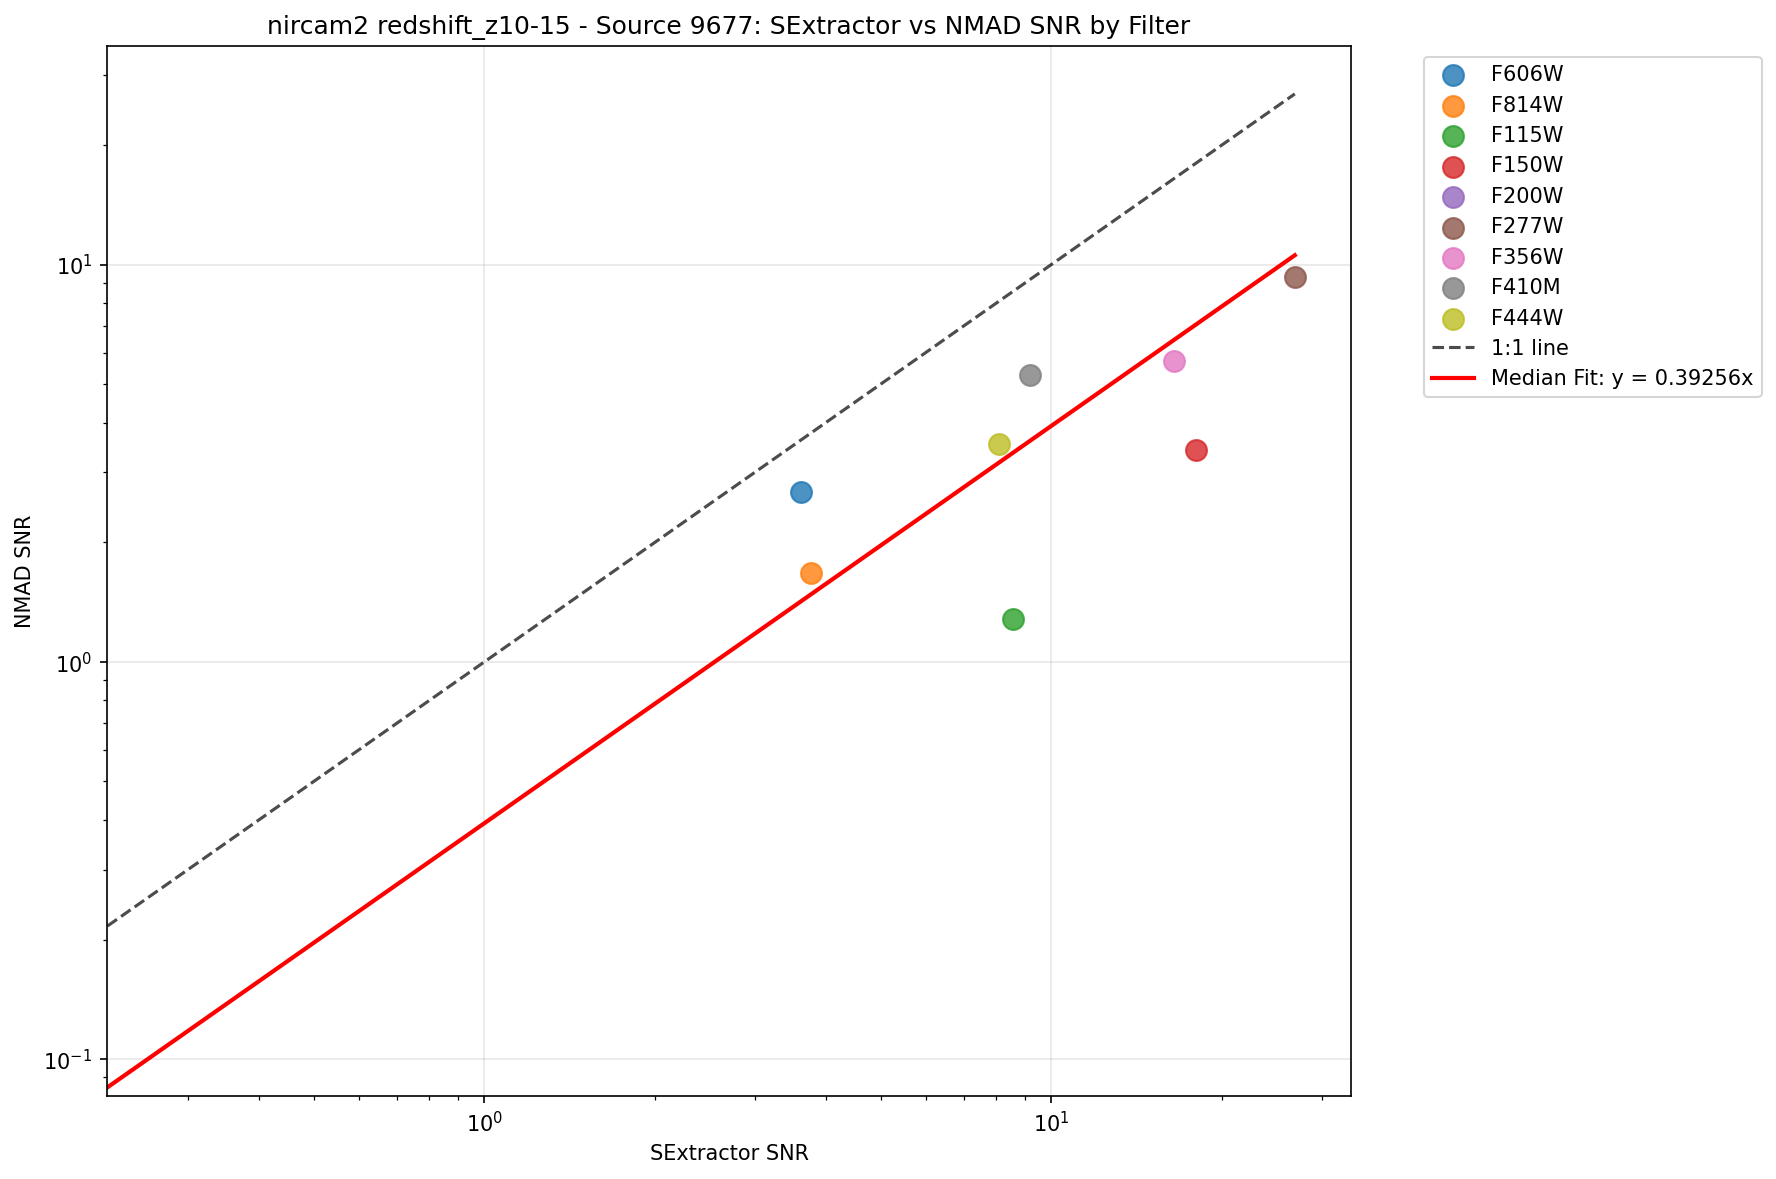 nircam2 redshift_z10-15 - Source 9677: SExtractor vs NMAD SNR by Filter
F606W
F814W
F115W
F150W
F200W
F277W
F356W
F410M
F444W
1:1 line
Median Fit: y = 0.39256x
NMAD SNR
10¹
10⁰
10⁻¹
10⁰
10¹
SExtractor SNR